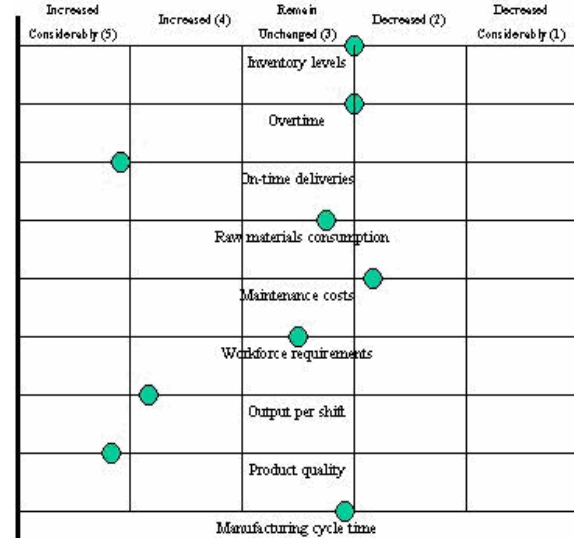 Increased
Considerably (5)
Increased (4)
Remain
Unchanged (3)
Decreased (2)
Decreased
Considerably (1)
Inventory levels
Overtime
On-time deliveries
Raw materials consumption
Maintenance costs
Workforce requirements
Output per shift
Product quality
Manufacturing cycle time